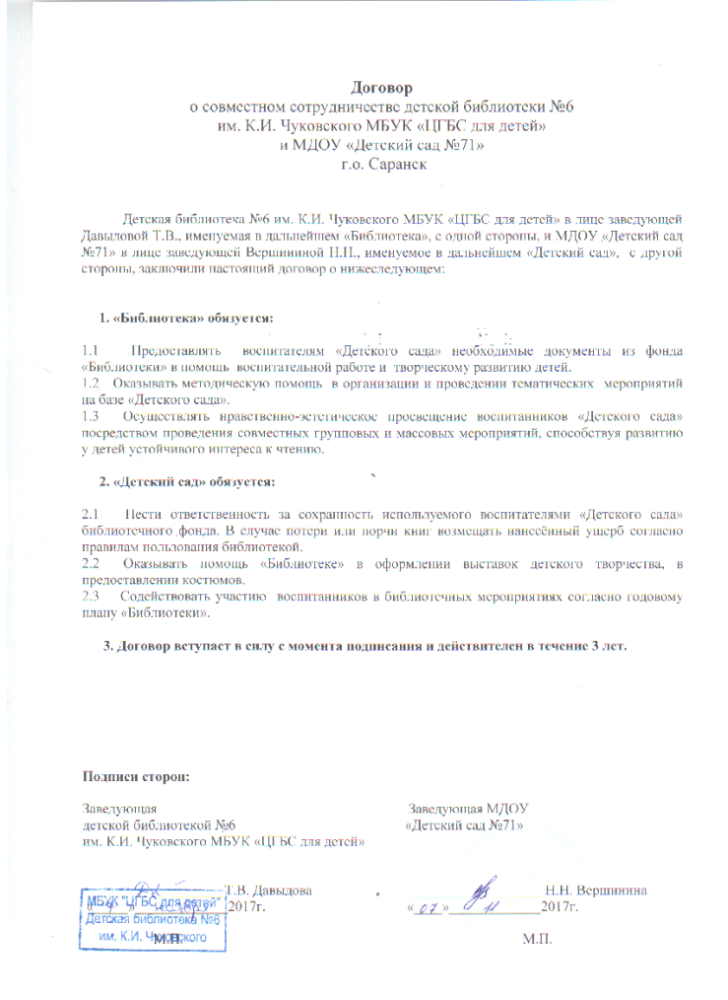 Договор
о совместном сотрудничестве детской библиотеки №6
им. К.И. Чуковского МБУК «ЦГБС для детей»
и МДОУ «Детский сад №71»
г.о. Саранск
Детская библиотека №6 им. К.И. Чуковского МБУК «ЦГБС для детей» в лице заведующей
Давыдовой Т.В., именуемая в дальнейшем «Библиотека», с одной стороны, и МДОУ «Детский сад
№71» в лице заведующей Вершининой Н.Н., именуемое в дальнейшем «Детский сад», с другой
стороны, заключили настоящий договор о нижеследующем:
1. «Библиотека» обязуется:
1.1 Предоставлять воспитателям «Детского сада» необходимые документы из фонда
«Библиотеки» в помощь воспитательной работе и творческому развитию детей.
1.2 Оказывать методическую помощь в организации и проведении тематических мероприятий
на базе «Детского сада».
1.3 Осуществлять нравственно-эстетическое просвещение воспитанников «Детского сада»
посредством проведения совместных групповых и массовых мероприятий, способствуя развитию
у детей устойчивого интереса к чтению.
2. «Детский сад» обязуется:
2.1 Нести ответственность за сохранность используемого воспитателями «Детского сада»
библиотечного фонда. В случае потери или порчи книг возмещать нанесённый ущерб согласно
правилам пользования библиотекой.
2.2 Оказывать помощь «Библиотеке» в оформлении выставок детского творчества, в
предоставлении костюмов.
2.3 Содействовать участию воспитанников в библиотечных мероприятиях согласно годовому
плану «Библиотеки».
3. Договор вступает в силу с момента подписания и действителен в течение 3 лет.
Подписи сторон:
Заведующая Заведующая МДОУ
детской библиотекой №6 «Детский сад №71»
им. К.И. Чуковского МБУК «ЦГБС для детей»
Т.В. Давыдова Н.Н. Вершинина
МБУК "ЦГБС для детей"
2017г. «07» 11 2017г.
Детская библиотека №6
им. К.И. Чуковского
М.П. М.П.